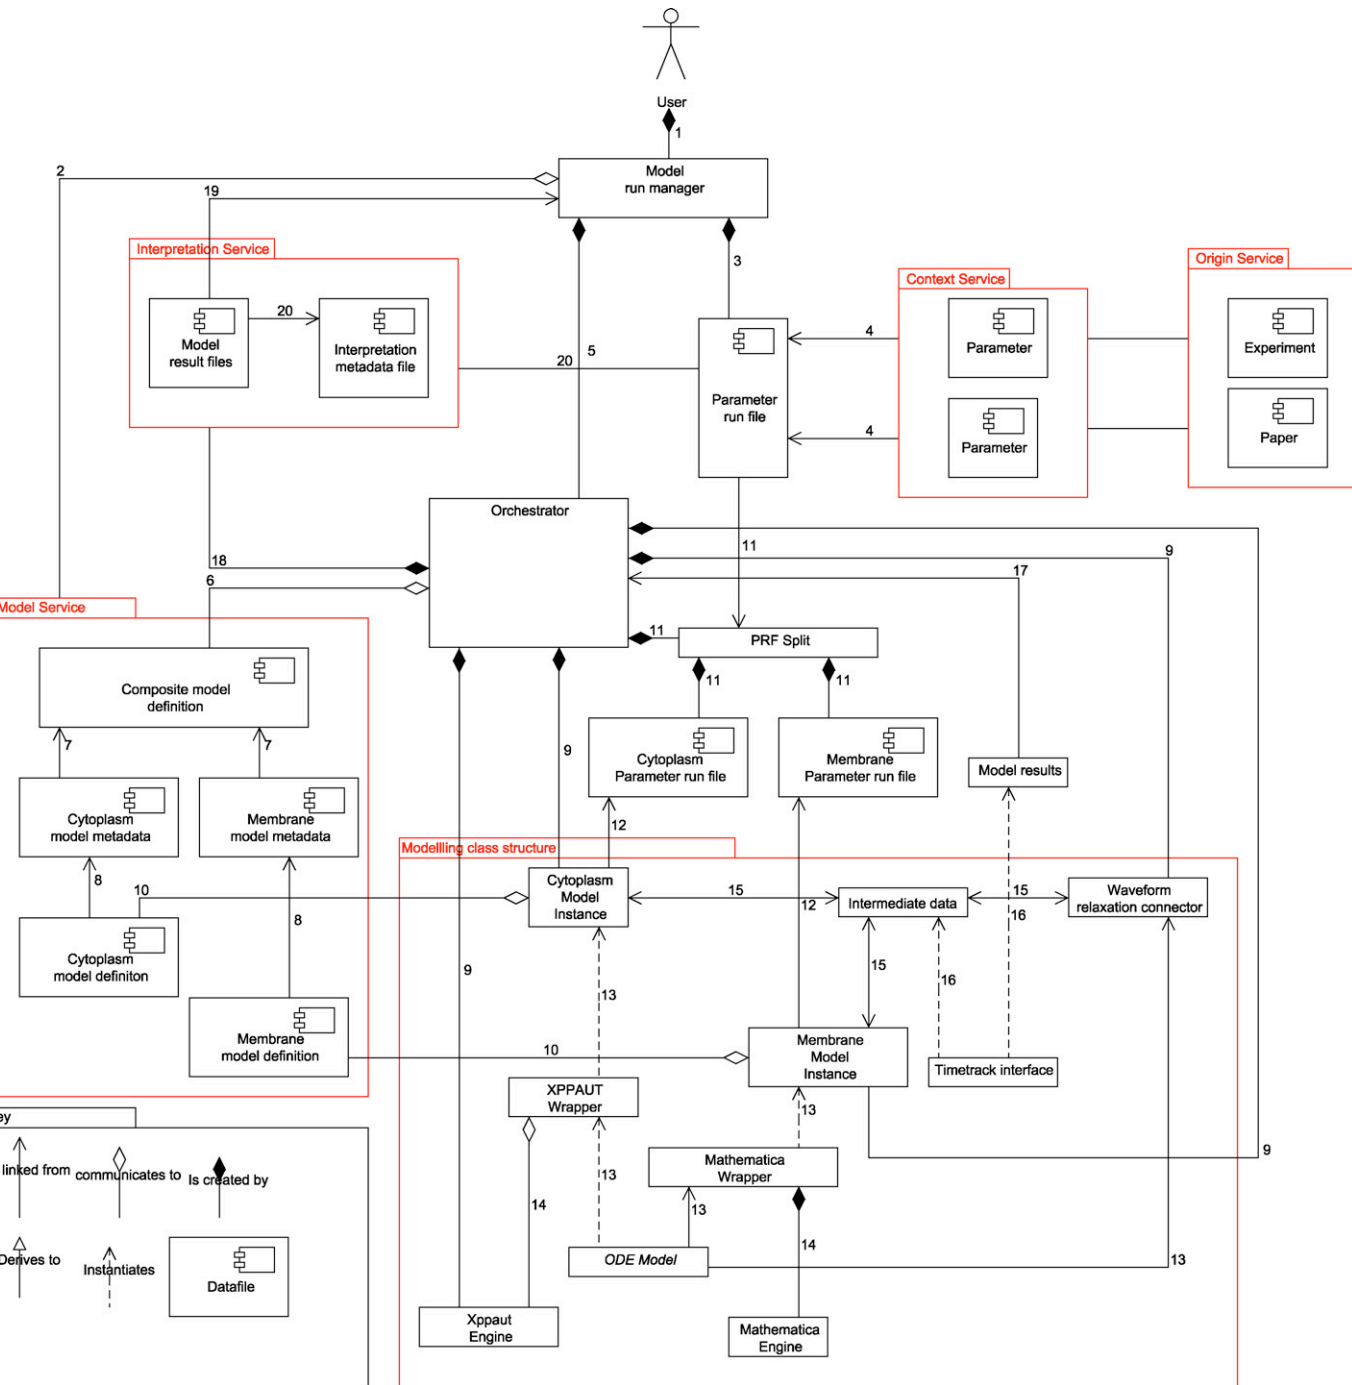 User
1
Model
run manager
2
19
3
Interpretation Service
Origin Service
Context Service
20
Model
result files
Interpretation
metadata file
5
20
4
Parameter
Experiment
Parameter
run file
4
Parameter
Paper
Orchestrator
18
6
11
9
17
11
PRF Split
Model Service
Composite model
definition
11
11
7
7
9
Cytoplasm
Parameter run file
Membrane
Parameter run file
Model results
Cytoplasm
model metadata
Membrane
model metadata
12
Modellling class structure
8
10
Cytoplasm
Model
Instance
15
12
Intermediate data
15
16
Waveform
relaxation connector
8
Cytoplasm
model definiton
9
13
15
16
Membrane
model definition
10
Membrane
Model
Instance
Timetrack interface
XPPAUT
Wrapper
13
ey
linked from
communicates to
Is created by
Mathematica
Wrapper
9
13
14
13
14
13
Derives to
Instantiates
Datafile
ODE Model
Xppaut
Engine
Mathematica
Engine